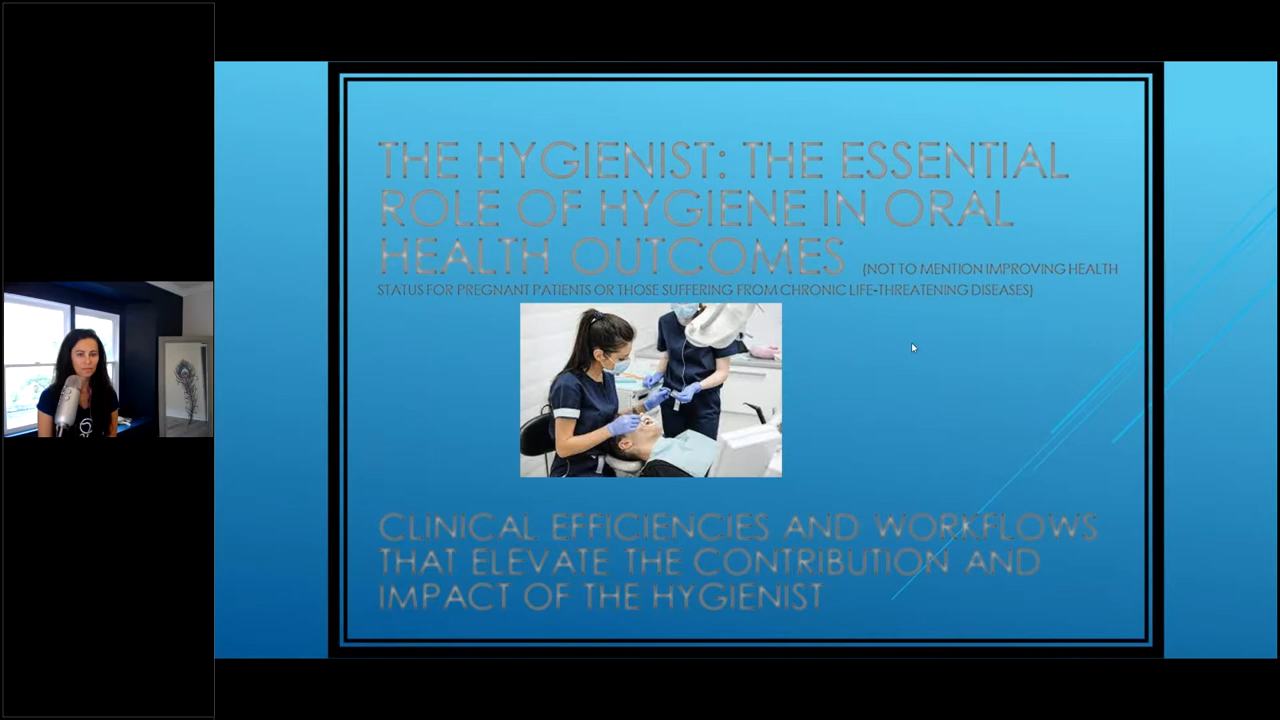 THE HYGIENIST: THE ESSENTIAL
ROLE OF HYGIENE IN ORAL
HEALTH OUTCOMES (NOT TO MENTION IMPROVING HEALTH
STATUS FOR PREGNANT PATIENTS OR THOSE SUFFERING FROM CHRONIC LIFE-THREATENING DISEASES)
CLINICAL EFFICIENCIES AND WORKFLOWS
THAT ELEVATE THE CONTRIBUTION AND
IMPACT OF THE HYGIENIST